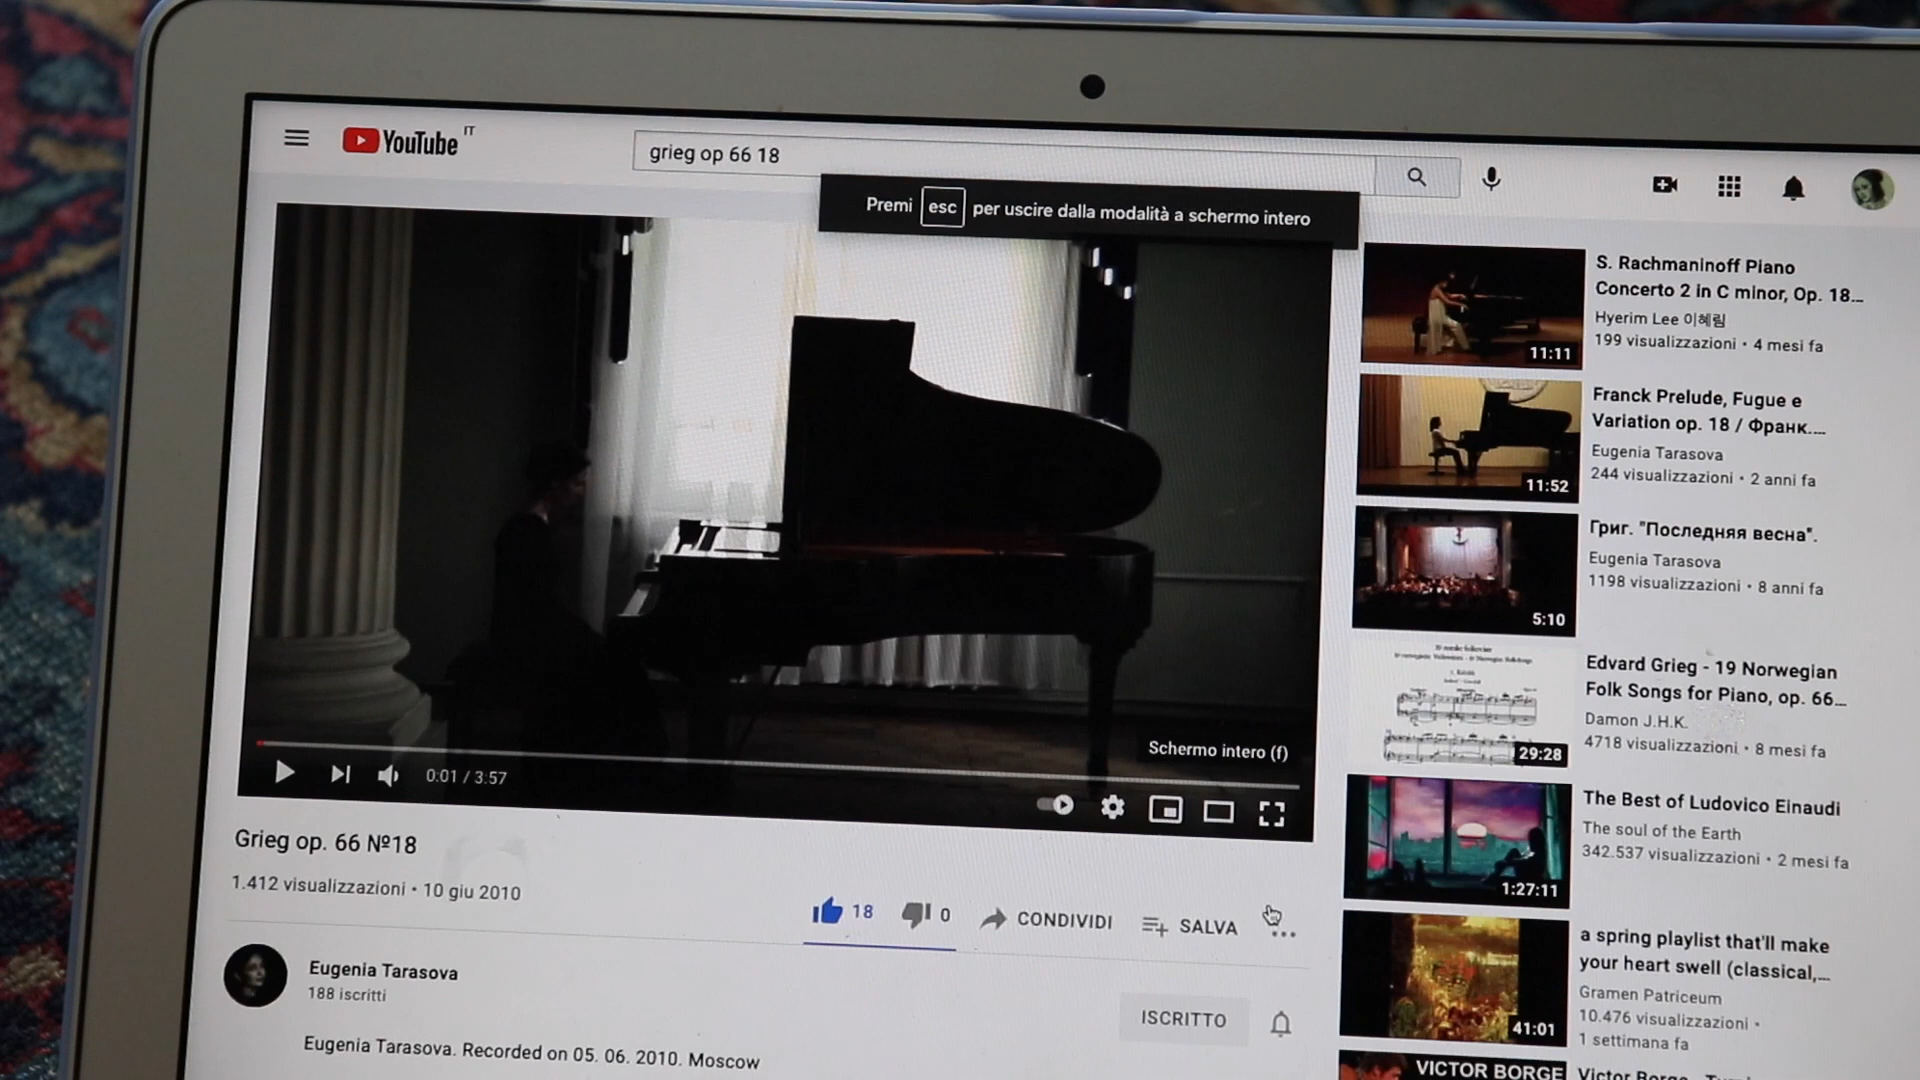 YouTube IT
grieg op 66 18
Premi esc per uscire dalla modalità a schermo intero
Schermo intero (f)
0:01 / 3:57
Grieg op. 66 №18
1.412 visualizzazioni • 10 giu 2010
18
0
CONDIVIDI
SALVA
Eugenia Tarasova
188 iscritti
ISCRITTO
Eugenia Tarasova. Recorded on 05. 06. 2010. Moscow
11:11
S. Rachmaninoff Piano
Concerto 2 in C minor, Op. 18...
Hyerim Lee 이혜림
199 visualizzazioni • 4 mesi fa
11:52
Franck Prelude, Fugue e
Variation op. 18 / Франк....
Eugenia Tarasova
244 visualizzazioni • 2 anni fa
5:10
Григ. "Последняя весна".
Eugenia Tarasova
1198 visualizzazioni • 8 anni fa
29:28
Edvard Grieg - 19 Norwegian
Folk Songs for Piano, op. 66...
Damon J.H.K.
4718 visualizzazioni • 8 mesi fa
1:27:11
The Best of Ludovico Einaudi
The soul of the Earth
342.537 visualizzazioni • 2 mesi fa
41:01
a spring playlist that'll make
your heart swell (classical,...
Gramen Patriceum
10.476 visualizzazioni •
1 settimana fa
VICTOR BORGE
Victor Borge